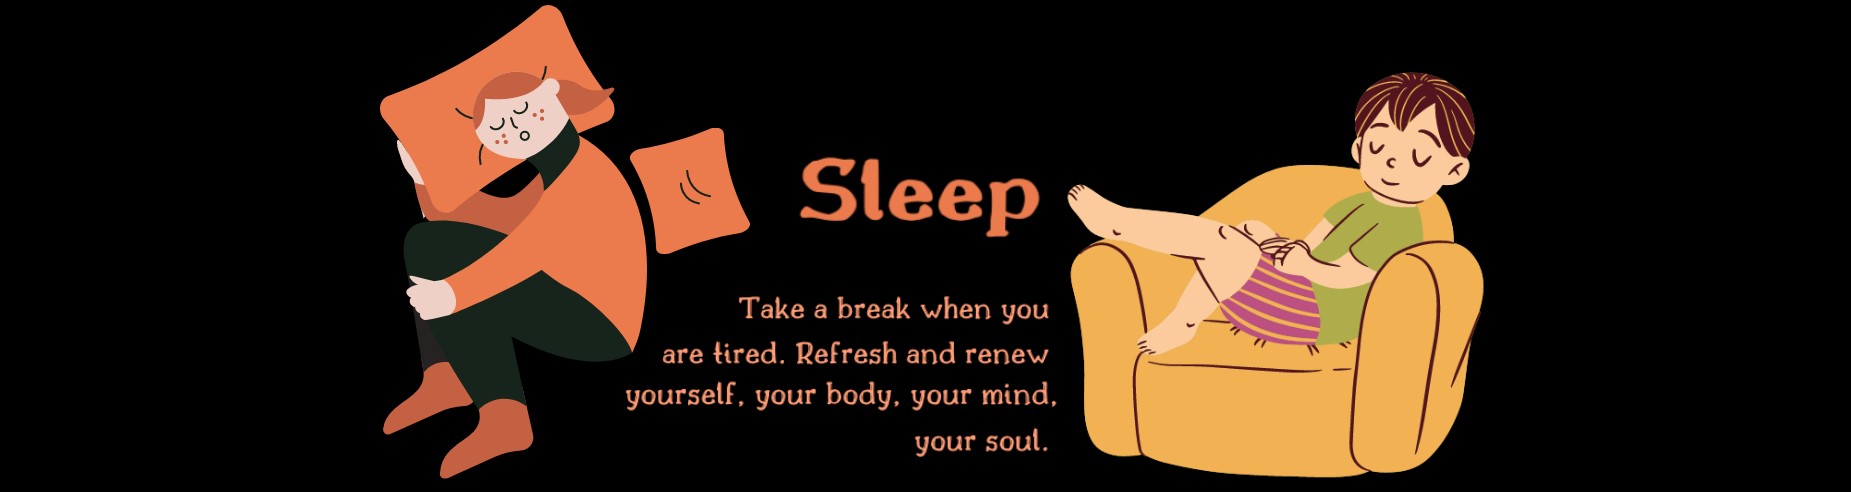 Sleep
Take a break when you
are tired. Refresh and renew
yourself, your body, your mind,
your soul.